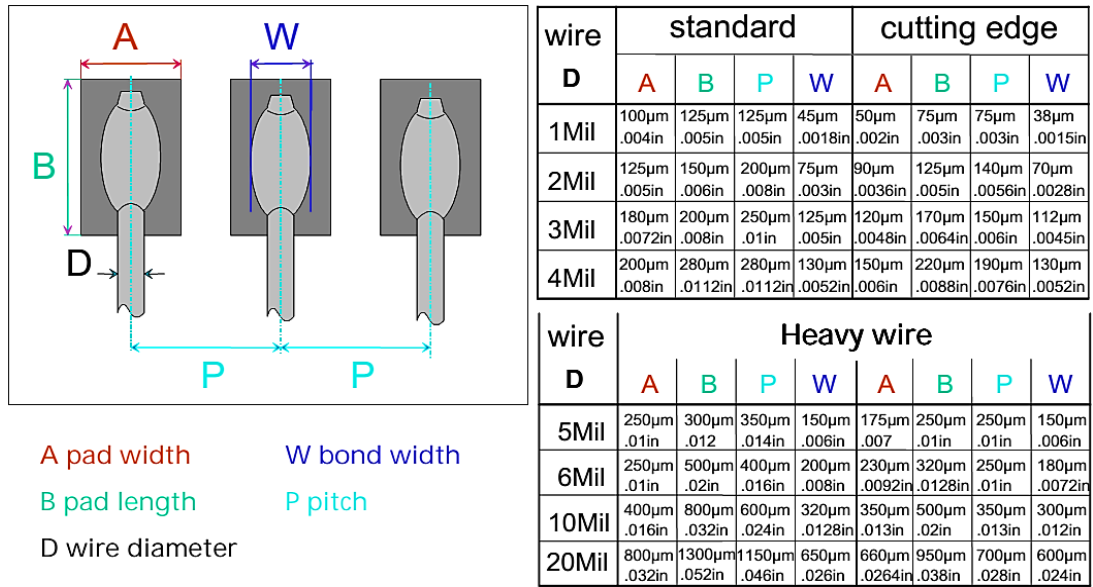 A
W
B
D
P
P
A pad width
W bond width
B pad length
P pitch
D wire diameter
wire standard cutting edge
D A B P W A B P W
1Mil 100µm 125µm 125µm 45µm 50µm 75µm 75µm 38µm
.004in .005in .005in .0018in .002in .003in .003in .0015in
2Mil 125µm 150µm 200µm 75µm 90µm 125µm 140µm 70µm
.005in .006in .008in .003in .0036in .005in .0056in .0028in
3Mil 180µm 200µm 250µm 125µm 120µm 170µm 150µm 112µm
.0072in .008in .01in .005in .0048in .0064in .006in .0045in
4Mil 200µm 280µm 280µm 130µm 150µm 220µm 190µm 130µm
.008in .0112in .0112in .0052in .006in .0088in .0076in .0052in
wire Heavy wire
D A B P W A B P W
5Mil 250µm 300µm 350µm 150µm 175µm 250µm 250µm 150µm
.01in .012 .014in .006in .007 .01in .01in .006in
6Mil 250µm 500µm 400µm 200µm 230µm 320µm 250µm 180µm
.01in .02in .016in .008in .0092in .0128in .01in .0072in
10Mil 400µm 800µm 600µm 320µm 350µm 500µm 350µm 300µm
.016in .032in .024in .0128in .013in .02in .013in .012in
20Mil 800µm 1300µm 1150µm 650µm 660µm 950µm 700µm 600µm
.032in .052in .046in .026in .0264in .038in .028in .024in